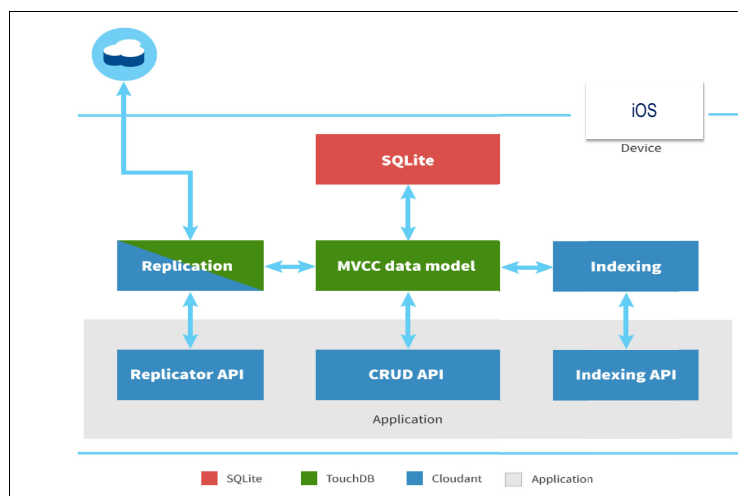 iOS
Device
SQLite
Replication
MVCC data model
Indexing
Replicator API
CRUD API
Indexing API
Application
SQLite
TouchDB
Cloudant
Application